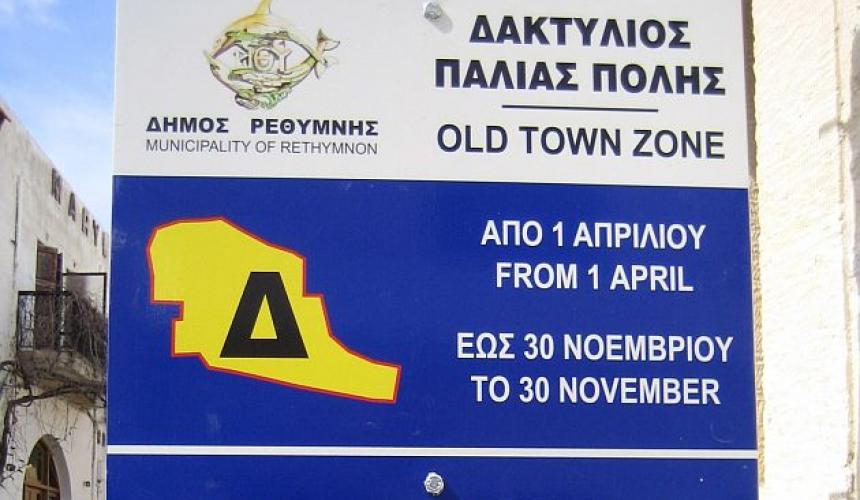 ΔΑΚΤΥΛΙΟΣ
ΠΑΛΙΑΣ ΠΟΛΗΣ
OLD TOWN ZONE
ΔΗΜΟΣ ΡΕΘΥΜΝΗΣ
MUNICIPALITY OF RETHYMNON
ΑΠΟ 1 ΑΠΡΙΛΙΟΥ
FROM 1 APRIL
ΕΩΣ 30 ΝΟΕΜΒΡΙΟΥ
TO 30 NOVEMBER
Δ